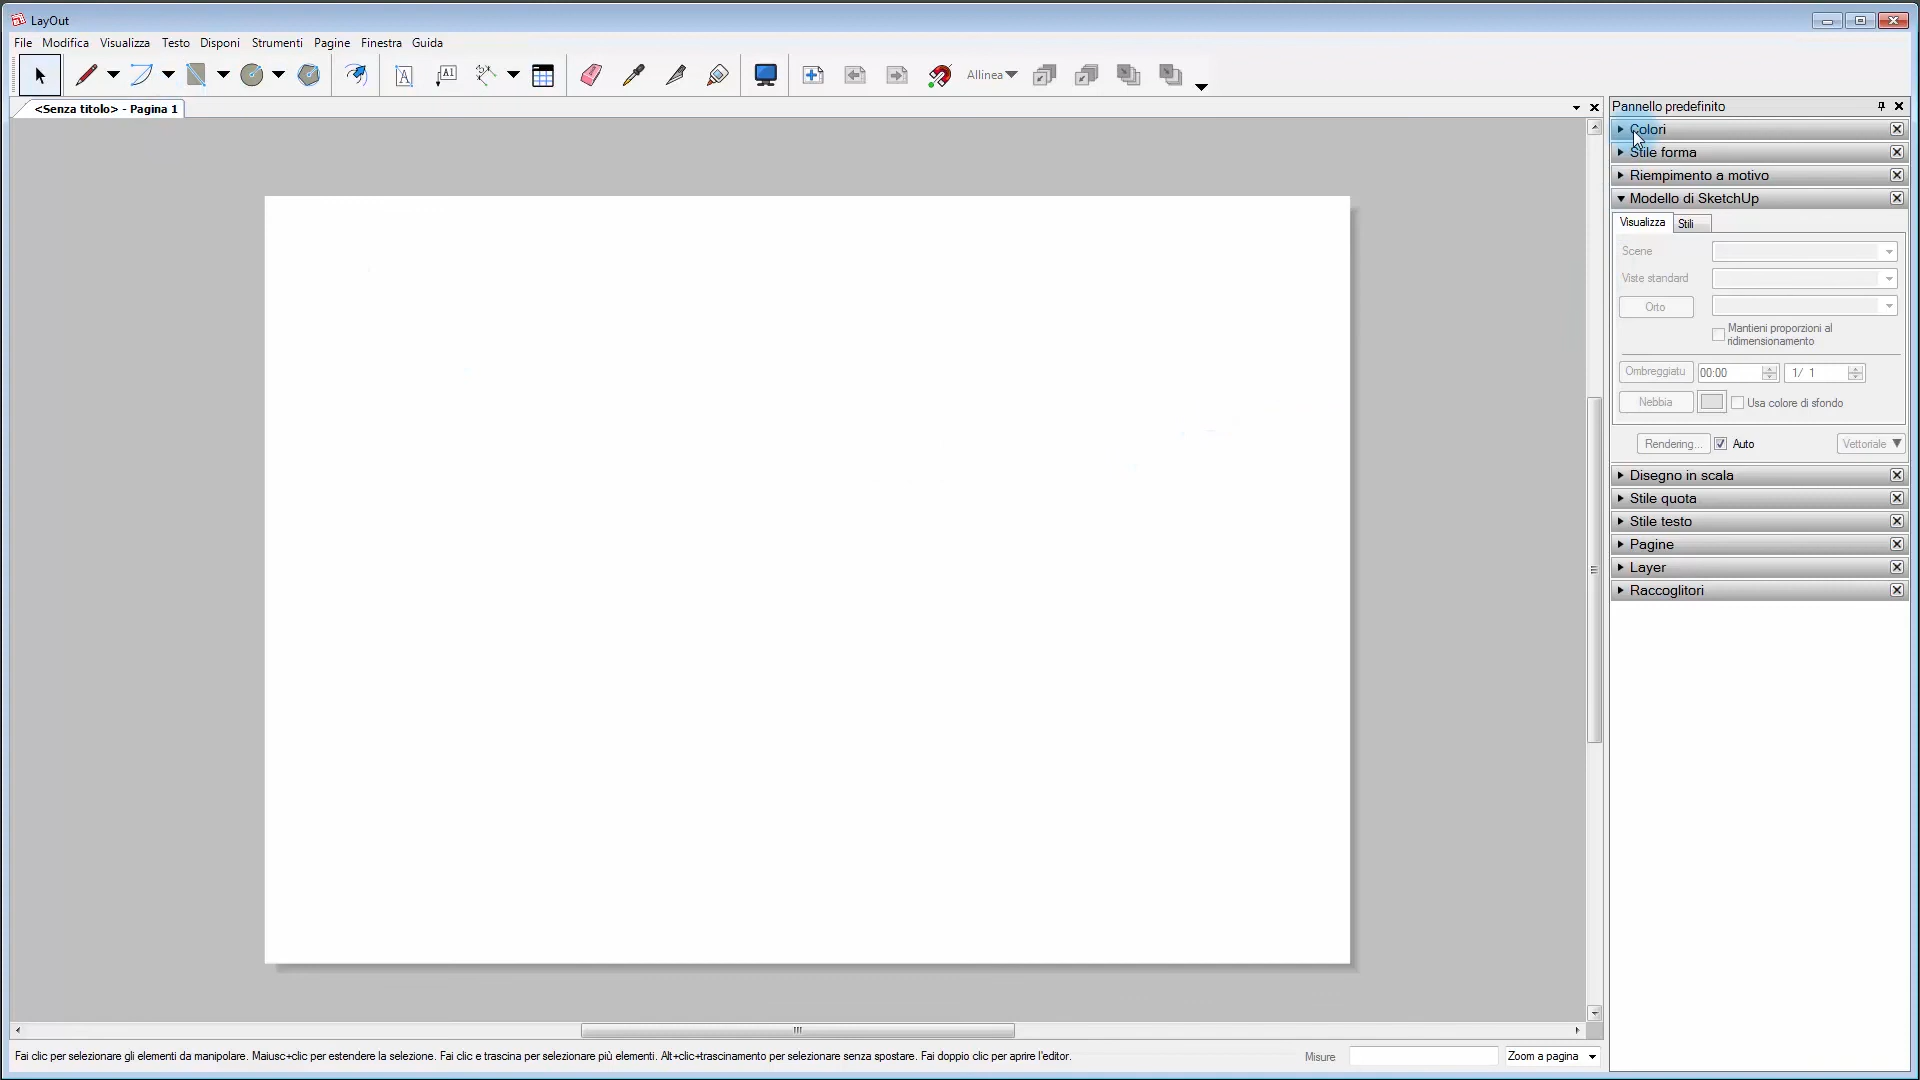 LayOut
File Modifica Visualizza Testo Disponi Strumenti Pagine Finestra Guida
A A1 Allinea
<Senza titolo> - Pagina 1
Pannello predefinito
Colori
Stile forma
Riempimento a motivo
Modello di SketchUp
Visualizza Stili
Scene
Viste standard
Orto
Mantieni proporzioni al
ridimensionamento
Ombreggiatu 00:00 1/ 1
Nebbia Usa colore di sfondo
Rendering... Auto Vettoriale
Disegno in scala
Stile quota
Stile testo
Pagine
Layer
Raccoglitori
Fai clic per selezionare gli elementi da manipolare. Maiusc+clic per estendere la selezione. Fai clic e trascina per selezionare più elementi. Alt+clic+trascinamento per selezionare senza spostare. Fai doppio clic per aprire l'editor.
Misure Zoom a pagina